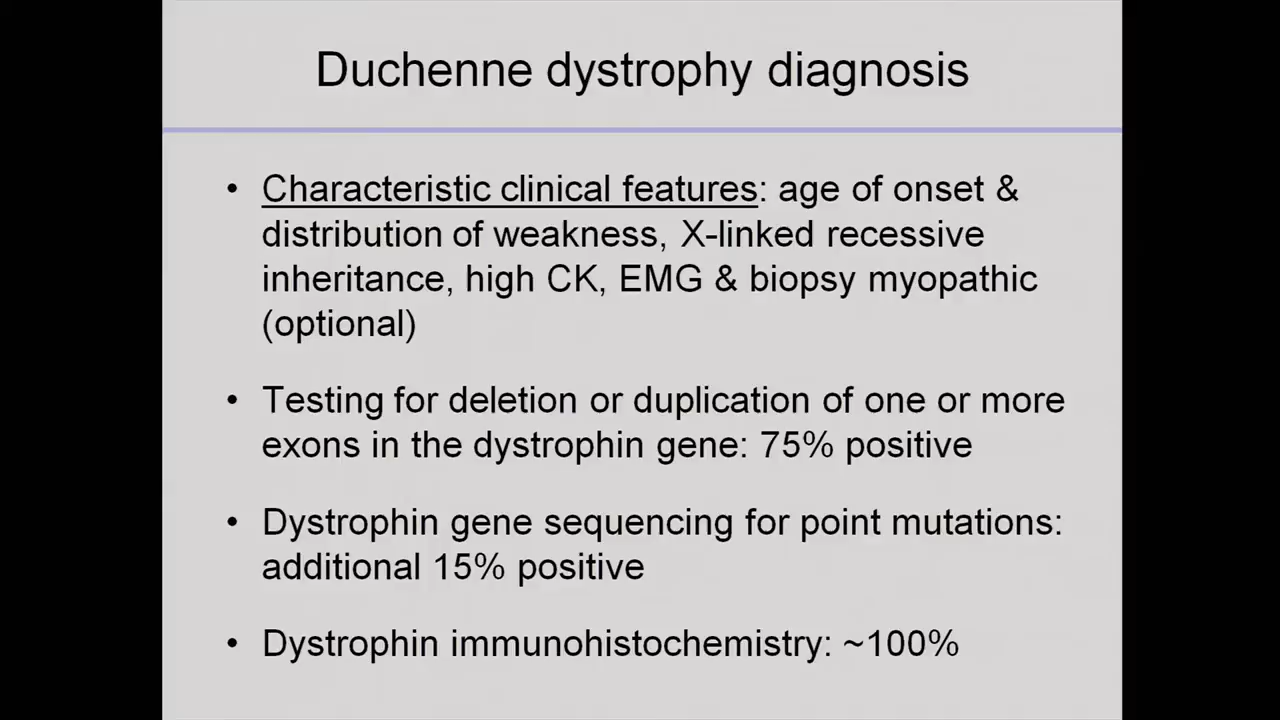 Duchenne dystrophy diagnosis
• Characteristic clinical features: age of onset &
distribution of weakness, X-linked recessive
inheritance, high CK, EMG & biopsy myopathic
(optional)
• Testing for deletion or duplication of one or more
exons in the dystrophin gene: 75% positive
• Dystrophin gene sequencing for point mutations:
additional 15% positive
• Dystrophin immunohistochemistry: ~100%